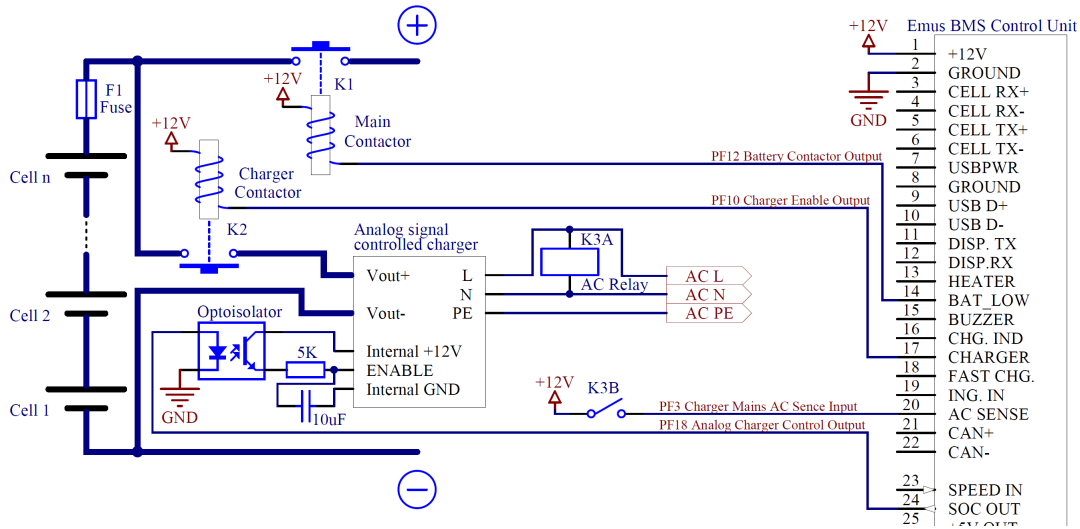 +12V
Emus BMS Control Unit
1
+12V
2
GROUND
3
CELL RX+
4
CELL RX-
5
CELL TX+
6
CELL TX-
7
USBPWR
8
GROUND
9
USB D+
10
USB D-
11
DISP. TX
12
DISP.RX
13
HEATER
14
BAT_LOW
15
BUZZER
16
CHG. IND
17
CHARGER
18
FAST CHG.
19
ING. IN
20
AC SENSE
21
CAN+
22
CAN-
23
SPEED IN
24
SOC OUT
25
+5V OUT
GND
F1
Fuse
+12V
K1
Main
Contactor
+12V
Charger
Contactor
K2
Cell n
Cell 2
Cell 1
PF12 Battery Contactor Output
PF10 Charger Enable Output
Analog signal
controlled charger
Vout+
Vout-
L
N
PE
Internal +12V
ENABLE
Internal GND
K3A
AC Relay
AC L
AC N
AC PE
Optoisolator
5K
10uF
GND
+12V
K3B
PF3 Charger Mains AC Sence Input
PF18 Analog Charger Control Output